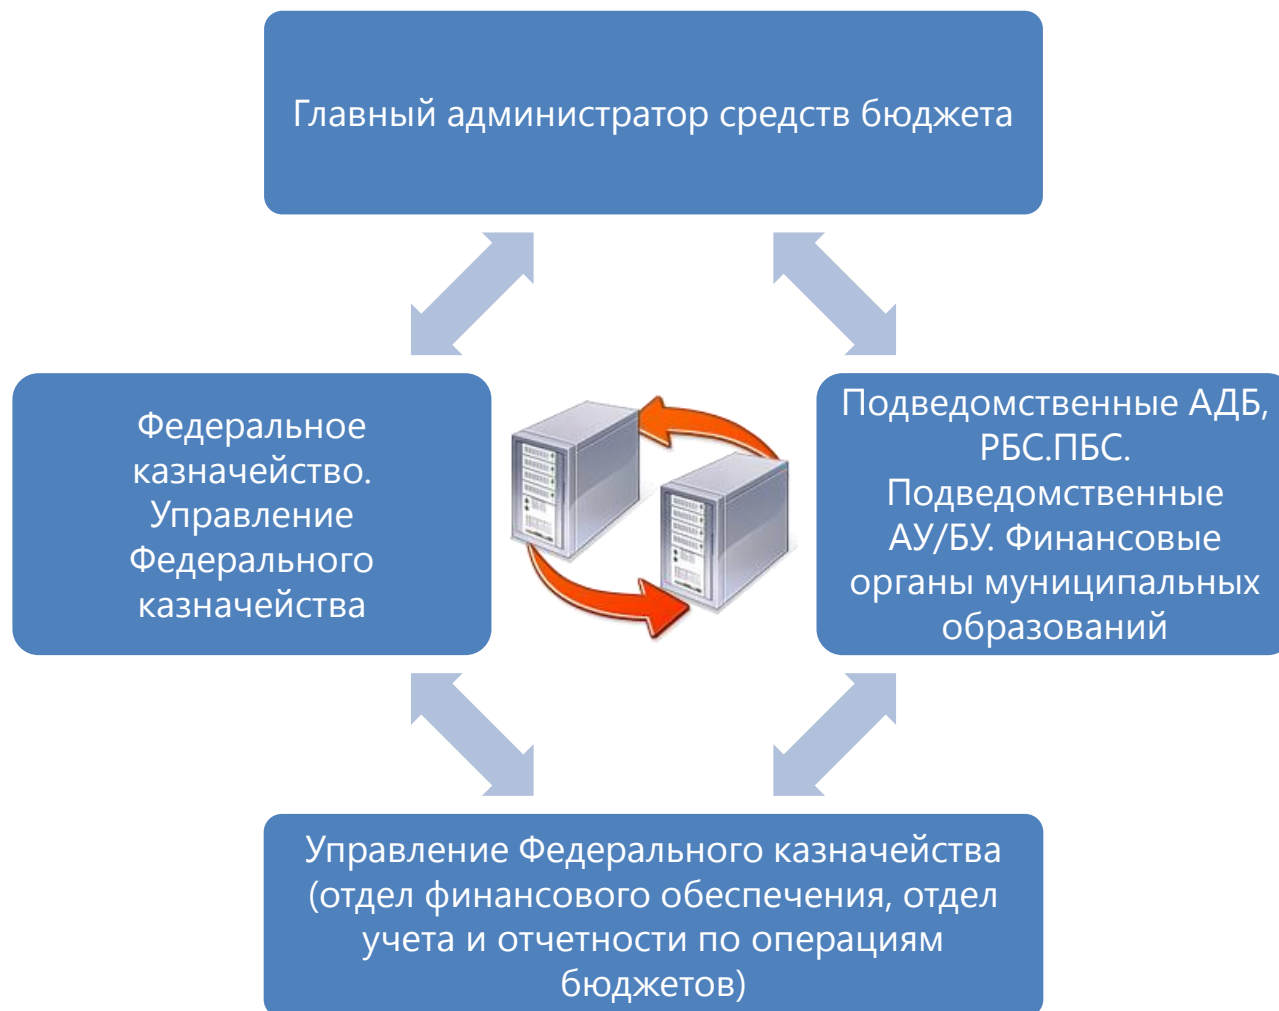 Главный администратор средств бюджета
Федеральное
казначейство.
Управление
Федерального
казначейства
Подведомственные АДБ,
РБС.ПБС.
Подведомственные
АУ/БУ. Финансовые
органы муниципальных
образований
Управление Федерального казначейства
(отдел финансового обеспечения, отдел
учета и отчетности по операциям
бюджетов)